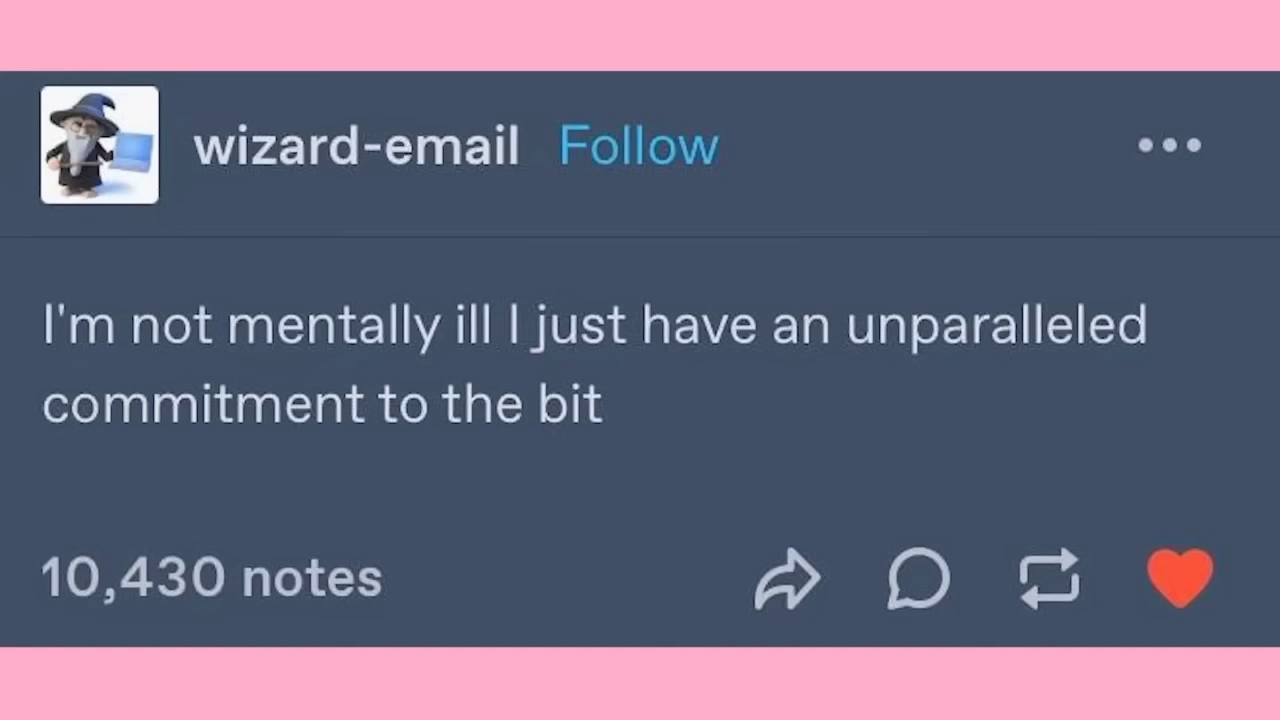 wizard-email Follow
I'm not mentally ill I just have an unparalleled
commitment to the bit
10,430 notes